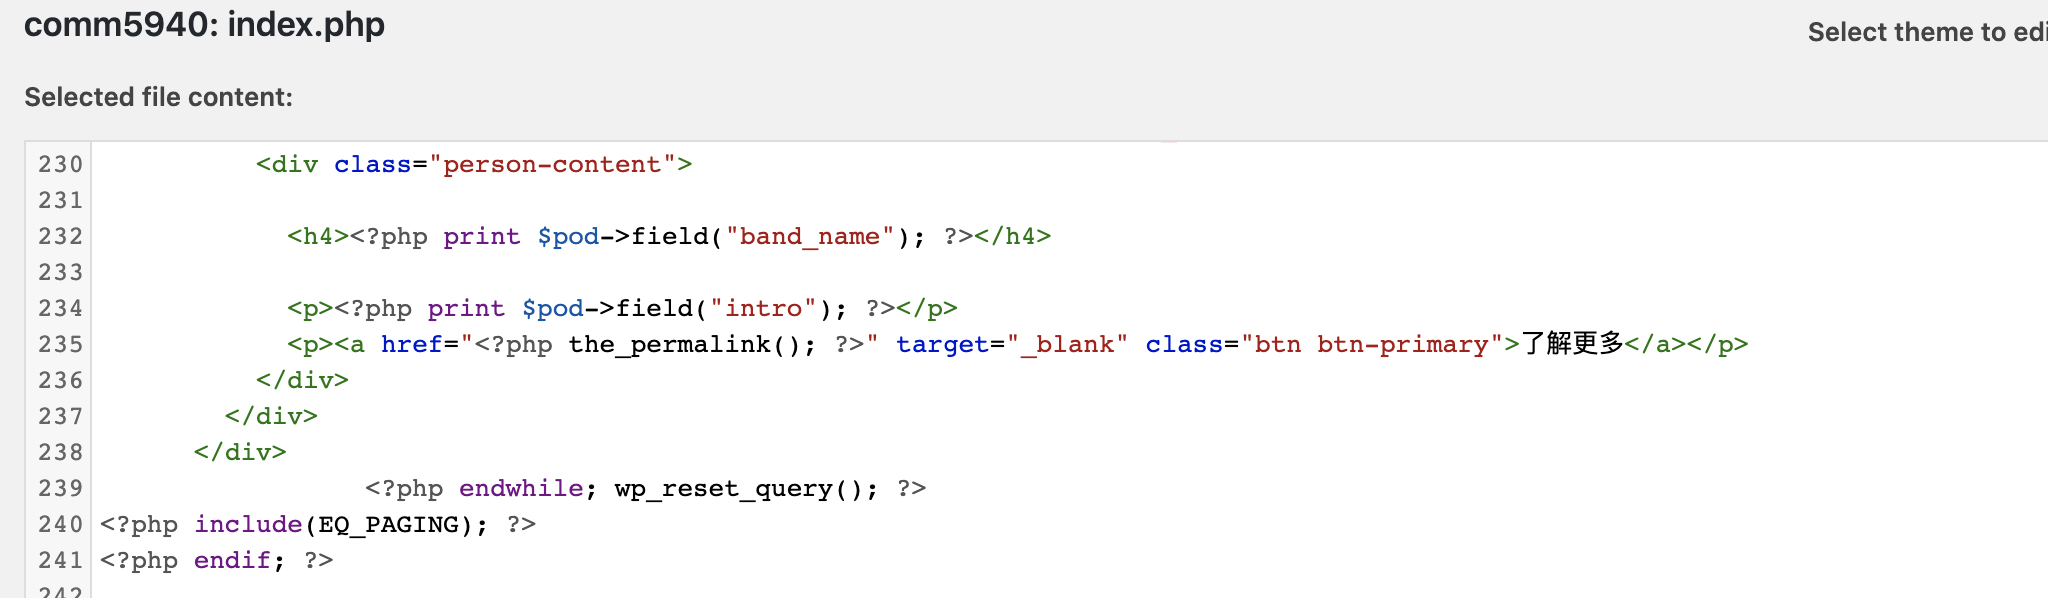 comm5940: index.php
Select theme to edi
Selected file content:
230 <div class="person-content">
231
232 <h4><?php print $pod->field("band_name"); ?></h4>
233
234 <p><?php print $pod->field("intro"); ?></p>
235 <p><a href="<?php the_permalink(); ?>" target="_blank" class="btn btn-primary">了解更多</a></p>
236 </div>
237 </div>
238 </div>
239 <?php endwhile; wp_reset_query(); ?>
240 <?php include(EQ_PAGING); ?>
241 <?php endif; ?>
242